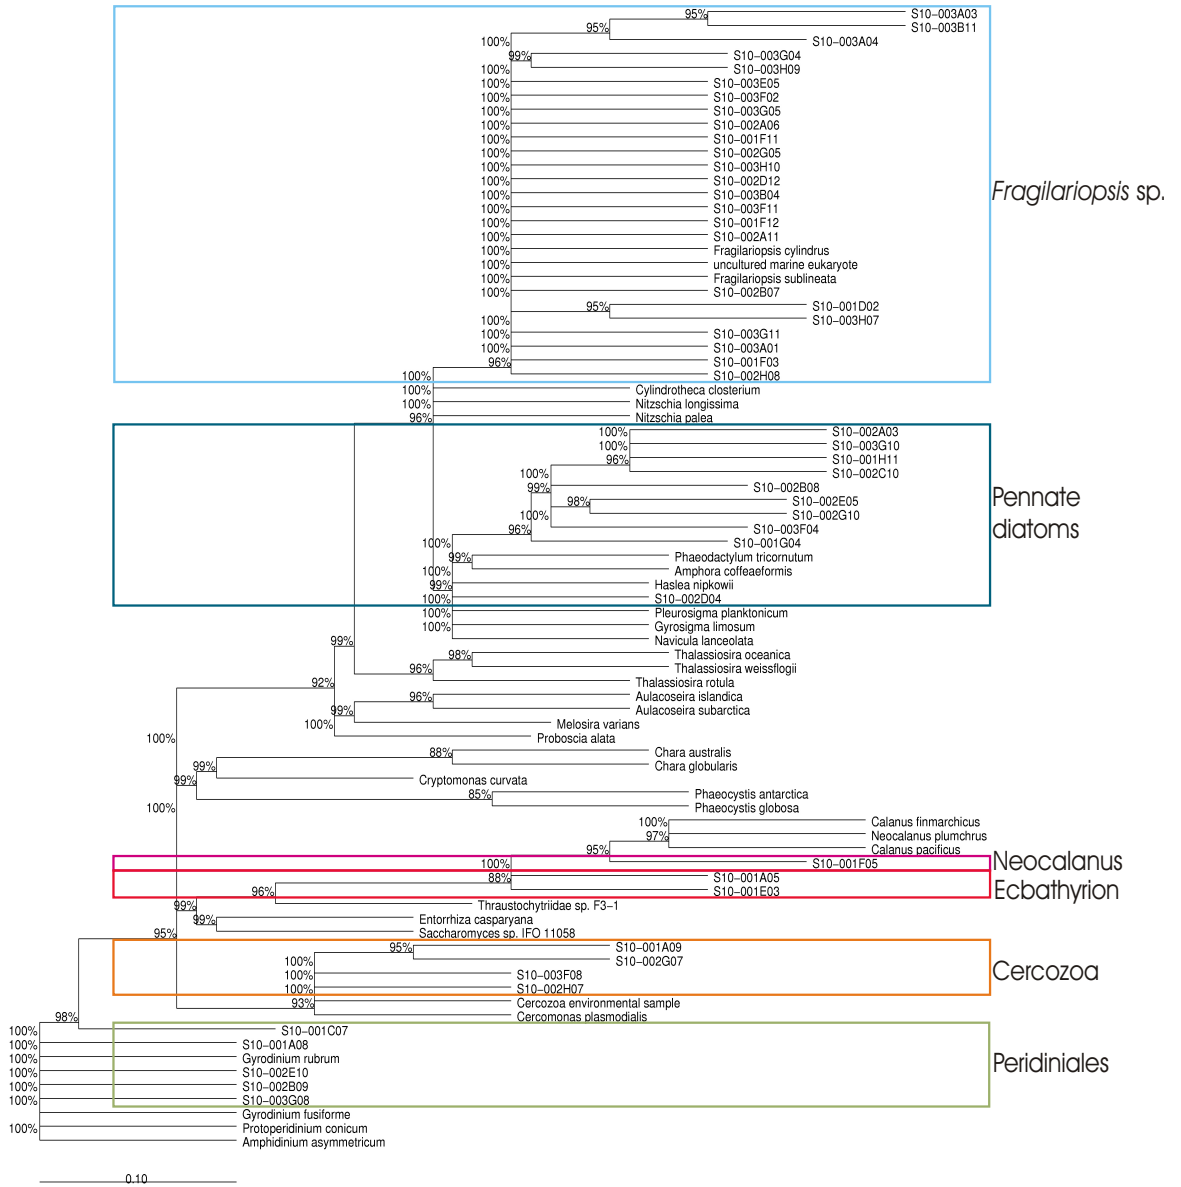 95% S10-003A03
95% S10-003B11
100% S10-003A04
99% S10-003G04
100% S10-003H09
100% S10-003E05
100% S10-003F02
100% S10-003G05
100% S10-002A06
100% S10-001F11
100% S10-002G05
100% S10-003H10
100% S10-002D12
100% S10-003B04 Fragilariopsis sp.
100% S10-003F11
100% S10-001F12
100% S10-002A11
100% Fragilariopsis cylindrus
100% uncultured marine eukaryote
100% Fragilariopsis sublineata
100% S10-002B07
95% S10-001D02
100% S10-003H07
100% S10-003G11
100% S10-003A01
96% S10-001F03
100% S10-002H08
100% Cylindrotheca closterium
100% Nitzschia longissima
96% Nitzschia palea
100% S10-002A03
100% S10-003G10
96% S10-001H11
100% S10-002C10
99% S10-002B08 Pennate
98% S10-002E05
100% S10-002G10
96% S10-003F04 diatoms
100% S10-001G04
99% Phaeodactylum tricornutum
100% Amphora coffeaeformis
99% Haslea nipkowii
100% S10-002D04
100% Pleurosigma planktonicum
100% Gyrosigma limosum
99% Navicula lanceolata
98% Thalassiosira oceanica
96% Thalassiosira weissflogii
92% Thalassiosira rotula
96% Aulacoseira islandica
99% Aulacoseira subarctica
100% Melosira varians
100% Proboscia alata
88% Chara australis
99% Chara globularis
99% Cryptomonas curvata
85% Phaeocystis antarctica
100% Phaeocystis globosa
100% Calanus finmarchicus
97% Neocalanus plumchrus
95% Calanus pacificus
100% S10-001F05 Neocalanus
88% S10-001A05
96% S10-001E03 Ecbathyrion
99% Thraustochytriidae sp. F3-1
99% Entorrhiza casparyana
95% Saccharomyces sp. IFO 11058
95% S10-001A09
100% S10-002G07
100% S10-003F08 Cercozoa
100% S10-002H07
93% Cercozoa environmental sample
98% Cercomonas plasmodialis
100% S10-001C07
100% S10-001A08
100% Gyrodinium rubrum Peridiniales
100% S10-002E10
100% S10-002B09
100% S10-003G08
Gyrodinium fusiforme
100% Protoperidinium conicum
Amphidinium asymmetricum
0.10